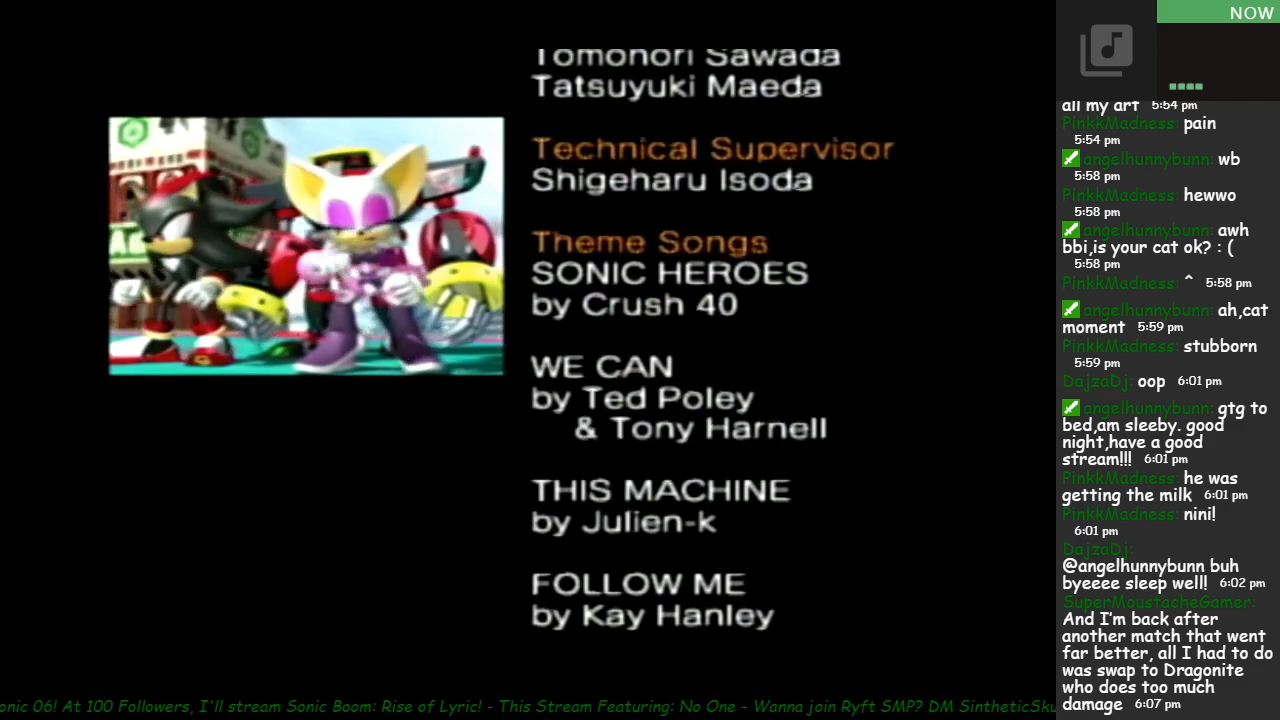 Tomonori Sawada
Tatsuyuki Maeda
Technical Supervisor
Shigeharu Isoda
Theme Songs
SONIC HEROES
by Crush 40
WE CAN
by Ted Poley
& Tony Harnell
THIS MACHINE
by Julien-k
FOLLOW ME
by Kay Hanley
NOW
all my art 5:54 pm
PinkkMadness: pain
5:54 pm
angelhunnybunn: wb
5:58 pm
PinkkMadness: hewwo
5:58 pm
angelhunnybunn: awh
bbi,is your cat ok? : (
5:58 pm
PinkkMadness: ^ 5:58 pm
angelhunnybunn: ah,cat
moment 5:59 pm
PinkkMadness: stubborn
5:59 pm
DajzaDj: oop 6:01 pm
angelhunnybunn: gtg to
bed,am sleeby. good
night,have a good
stream!!! 6:01 pm
PinkkMadness: he was
getting the milk 6:01 pm
PinkkMadness: nini!
6:01 pm
DajzaDj:
@angelhunnybunn buh
byeeee sleep well! 6:02 pm
SuperMoustacheGamer:
And I'm back after
another match that went
far better, all I had to do
was swap to Dragonite
who does too much
damage 6:07 pm
onic 06! At 100 Followers, I'll stream Sonic Boom: Rise of Lyric! - This Stream Featuring: No One - Wanna join Ryft SMP? DM SintheticSku